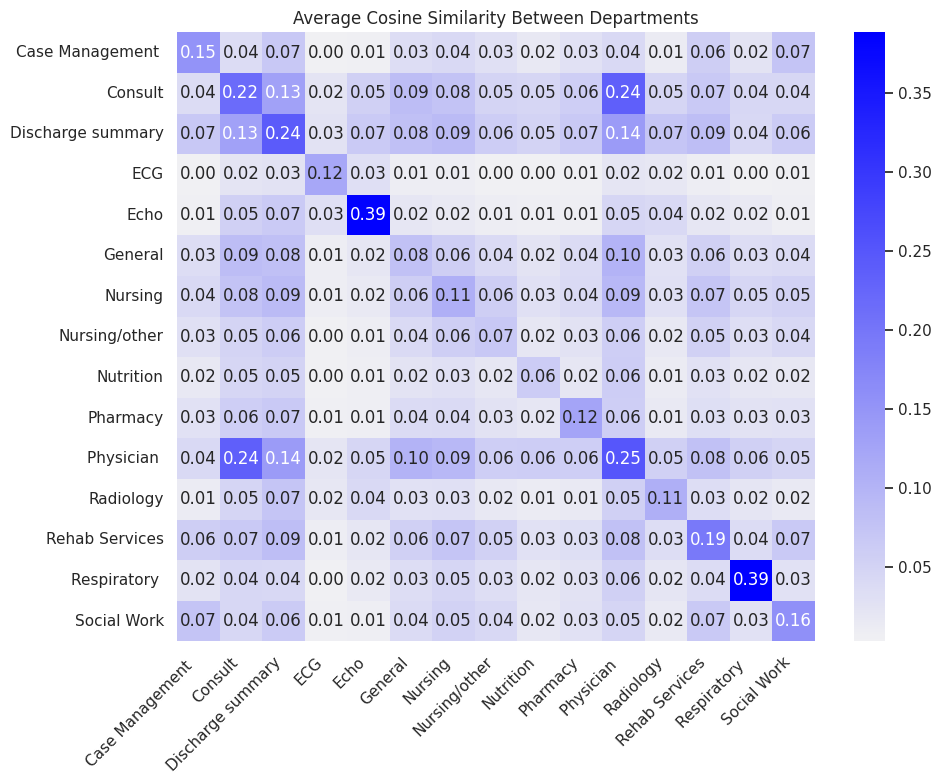 Average Cosine Similarity Between Departments
Case Management 0.15 0.04 0.07 0.00 0.01 0.03 0.04 0.03 0.02 0.03 0.04 0.01 0.06 0.02 0.07
Consult 0.04 0.22 0.13 0.02 0.05 0.09 0.08 0.05 0.05 0.06 0.24 0.05 0.07 0.04 0.04
Discharge summary 0.07 0.13 0.24 0.03 0.07 0.08 0.09 0.06 0.05 0.07 0.14 0.07 0.09 0.04 0.06
ECG 0.00 0.02 0.03 0.12 0.03 0.01 0.01 0.00 0.00 0.01 0.02 0.02 0.01 0.00 0.01
Echo 0.01 0.05 0.07 0.03 0.39 0.02 0.02 0.01 0.01 0.01 0.05 0.04 0.02 0.02 0.01
General 0.03 0.09 0.08 0.01 0.02 0.08 0.06 0.04 0.02 0.04 0.10 0.03 0.06 0.03 0.04
Nursing 0.04 0.08 0.09 0.01 0.02 0.06 0.11 0.06 0.03 0.04 0.09 0.03 0.07 0.05 0.05
Nursing/other 0.03 0.05 0.06 0.00 0.01 0.04 0.06 0.07 0.02 0.03 0.06 0.02 0.05 0.03 0.04
Nutrition 0.02 0.05 0.05 0.00 0.01 0.02 0.03 0.02 0.06 0.02 0.06 0.01 0.03 0.02 0.02
Pharmacy 0.03 0.06 0.07 0.01 0.01 0.04 0.04 0.03 0.02 0.12 0.06 0.01 0.03 0.03 0.03
Physician 0.04 0.24 0.14 0.02 0.05 0.10 0.09 0.06 0.06 0.06 0.25 0.05 0.08 0.06 0.05
Radiology 0.01 0.05 0.07 0.02 0.04 0.03 0.03 0.02 0.01 0.01 0.05 0.11 0.03 0.02 0.02
Rehab Services 0.06 0.07 0.09 0.01 0.02 0.06 0.07 0.05 0.03 0.03 0.08 0.03 0.19 0.04 0.07
Respiratory 0.02 0.04 0.04 0.00 0.02 0.03 0.05 0.03 0.02 0.03 0.06 0.02 0.04 0.39 0.03
Social Work 0.07 0.04 0.06 0.01 0.01 0.04 0.05 0.04 0.02 0.03 0.05 0.02 0.07 0.03 0.16
Case Management
Consult
Discharge summary
ECG
Echo
General
Nursing
Nursing/other
Nutrition
Pharmacy
Physician
Radiology
Rehab Services
Respiratory
Social Work
0.35
0.30
0.25
0.20
0.15
0.10
0.05